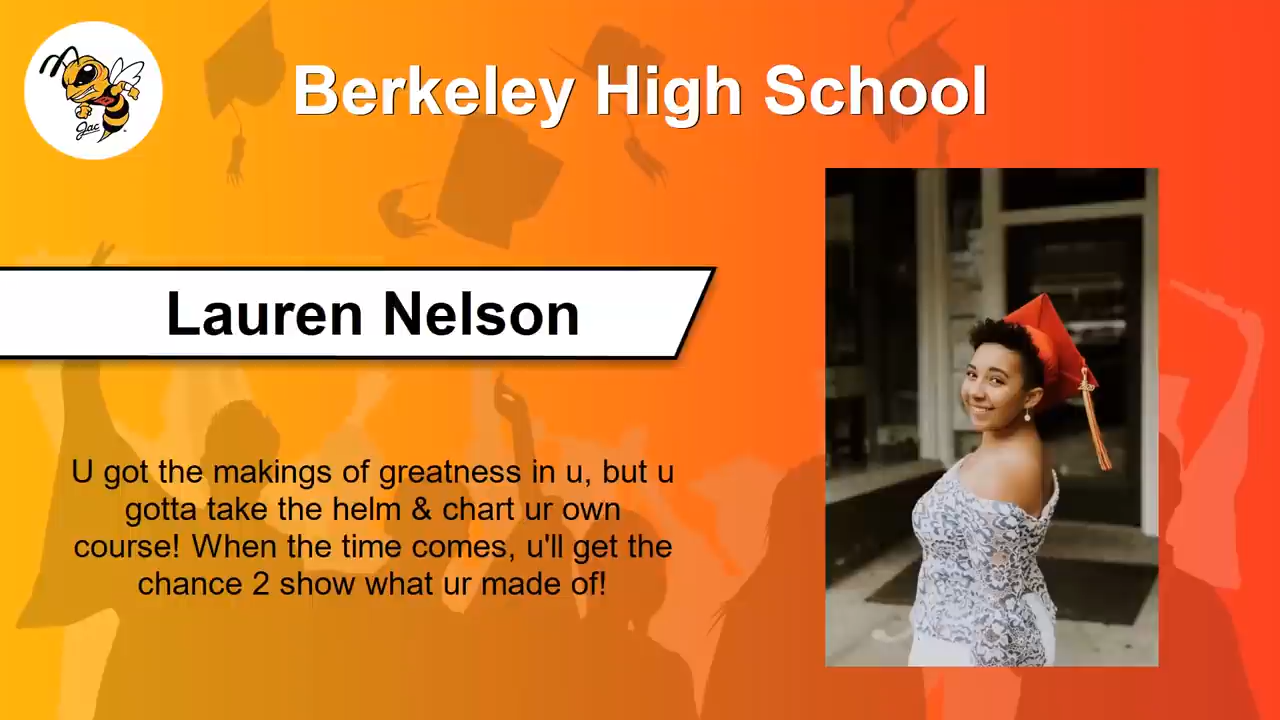 Berkeley High School
Jac
Lauren Nelson
U got the makings of greatness in u, but u
gotta take the helm & chart ur own
course! When the time comes, u'll get the
chance 2 show what ur made of!